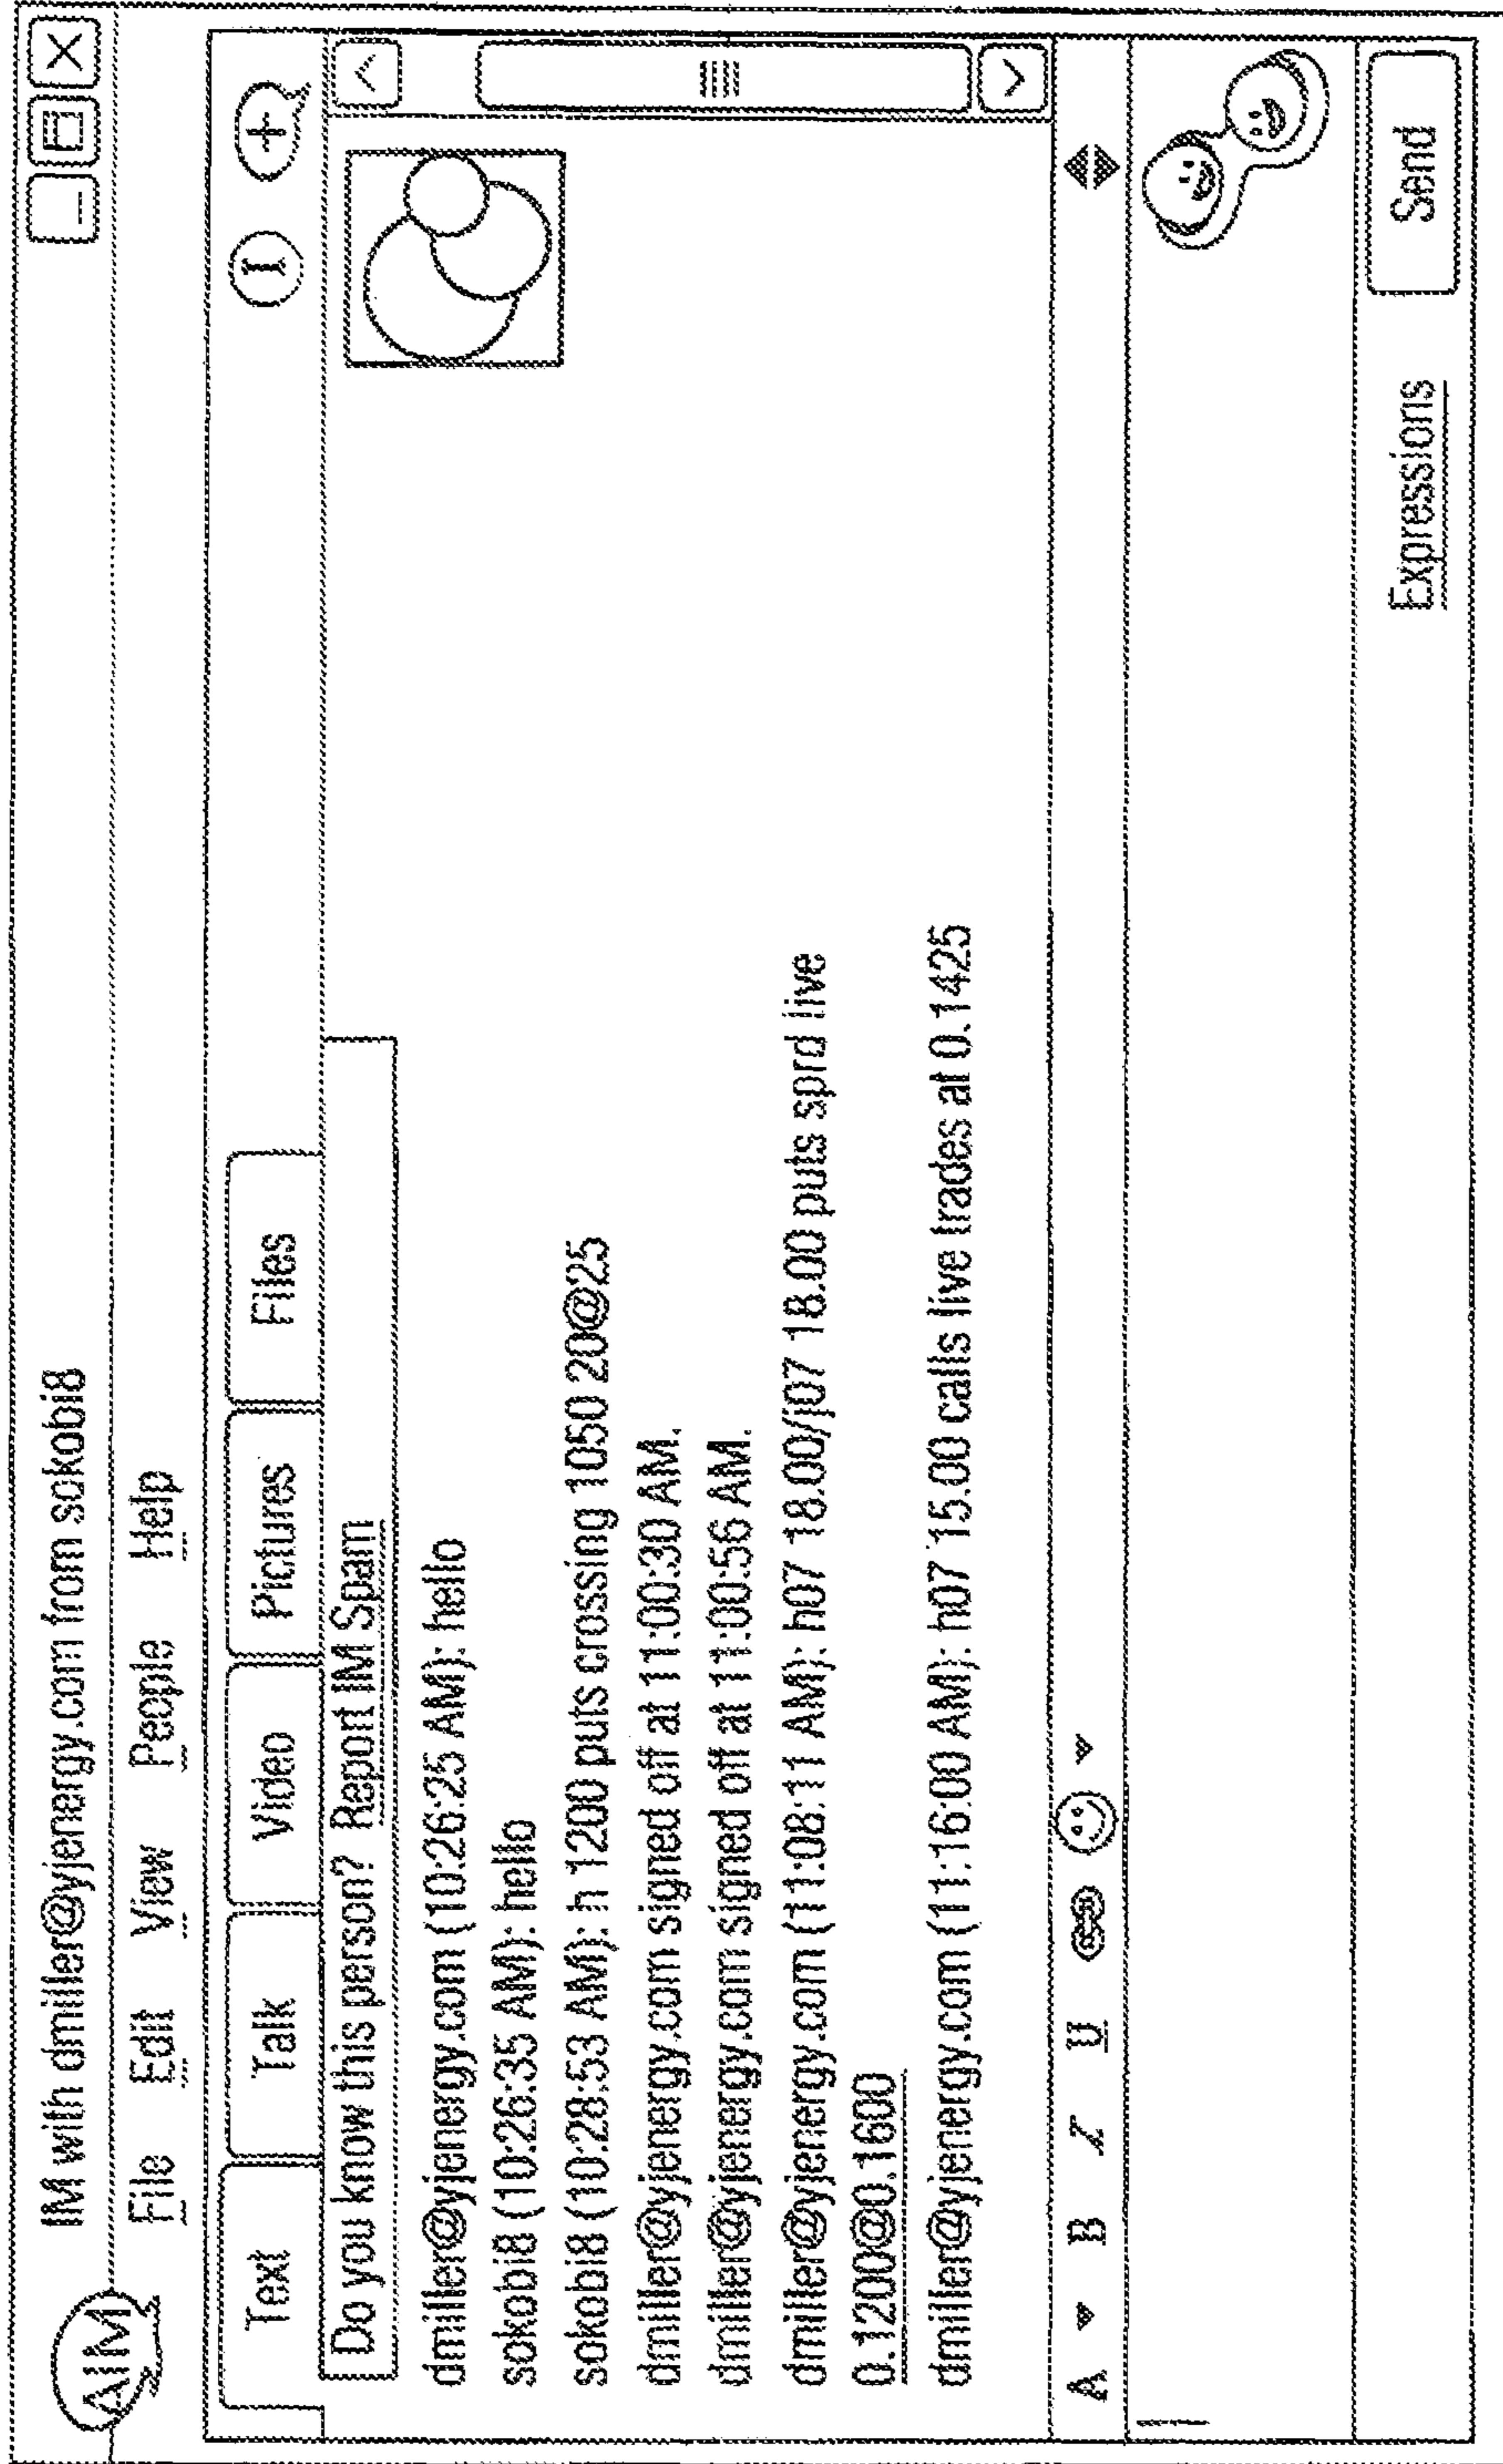 IM with dmiller@yjenergy.com from sokobi8
AIM
File Edit View People Help
Text Talk Video Pictures Files
Do you know this person? Report IM Spam
dmiller@yjenergy.com (10:26:25 AM): hello
sokobi8 (10:26:35 AM): hello
sokobi8 (10:28:53 AM): h 1200 puts crossing 1050 20@25
dmiller@yjenergy.com signed off at 11:00:30 AM.
dmiller@yjenergy.com signed off at 11:00:56 AM.
dmiller@yjenergy.com (11:08:11 AM): h07 18.00/j07 18.00 puts sprd live
0.1200@0.1600
dmiller@yjenergy.com (11:16:00 AM): h07 15.00 calls live trades at 0.1425
A B I U
Expressions Send